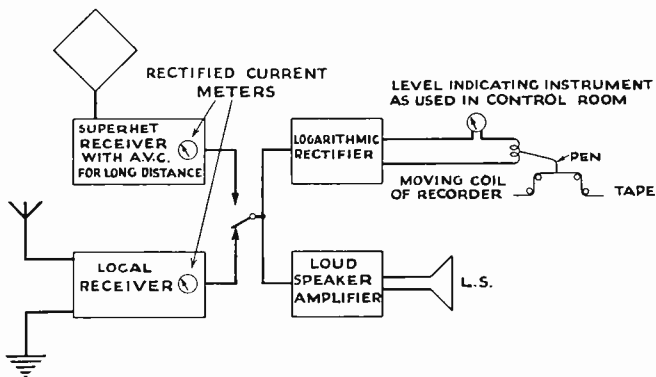 RECTIFIED CURRENT
METERS
LEVEL INDICATING INSTRUMENT
AS USED IN CONTROL ROOM
SUPERHET
RECEIVER
WITH A.V.C.
FOR LONG DISTANCE
LOGARITHMIC
RECTIFIER
PEN
MOVING COIL
OF RECORDER
TAPE
LOCAL
RECEIVER
LOUD
SPEAKER
AMPLIFIER
L.S.